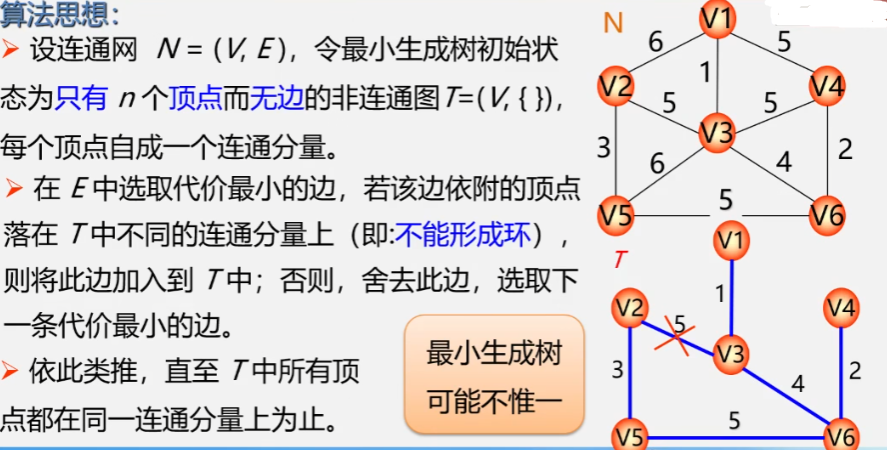 算法思想：
➢ 设连通网 N = (V, E )，令最小生成树初始状
态为只有 n 个顶点而无边的非连通图 T=(V, { })，
每个顶点自成一个连通分量。
➢ 在 E 中选取代价最小的边，若该边依附的顶点
落在 T 中不同的连通分量上（即:不能形成环），
则将此边加入到 T 中；否则，舍去此边，选取下
一条代价最小的边。
➢ 依此类推，直至 T 中所有顶
点都在同一连通分量上为止。
最小生成树
可能不惟一
N
V1
6
5
1
V2
V4
5
5
V3
3
2
6
4
5
V5
V6
T
V1
1
V2
V4
5
V3
3
2
4
5
V5
V6